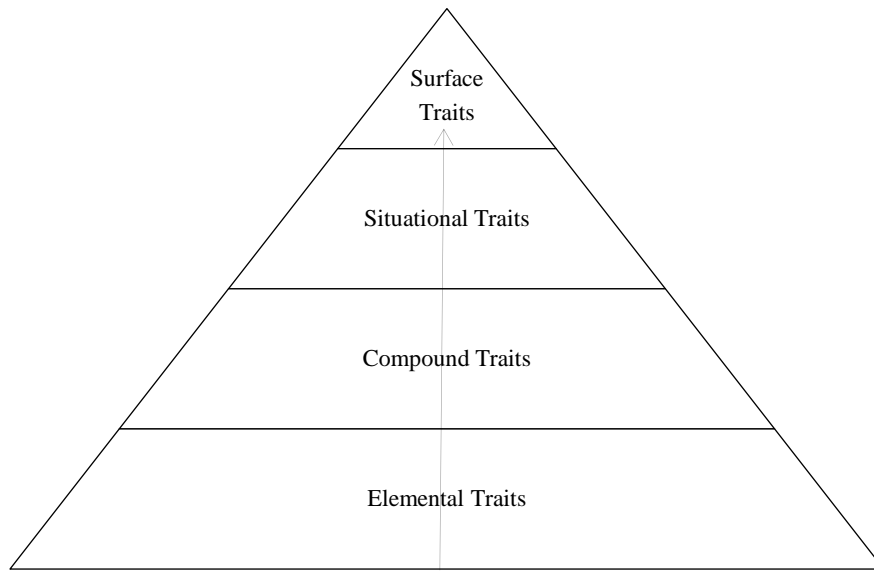 Surface
Traits
Situational Traits
Compound Traits
Elemental Traits